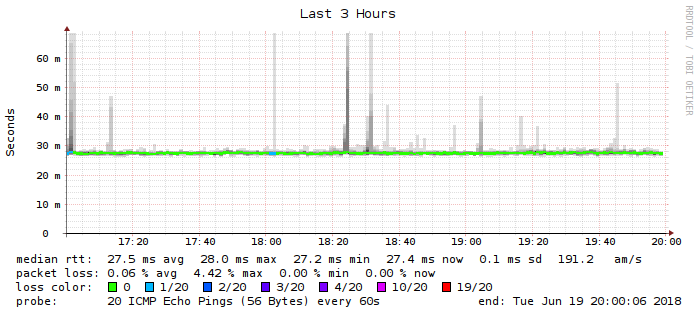 Last 3 Hours
RRDTOOL / TOBI OETIKER
Seconds
60 m
50 m
40 m
30 m
20 m
10 m
0
17:20 17:40 18:00 18:20 18:40 19:00 19:20 19:40 20:00
median rtt: 27.5 ms avg 28.0 ms max 27.2 ms min 27.4 ms now 0.1 ms sd 191.2 am/s
packet loss: 0.06 % avg 4.42 % max 0.00 % min 0.00 % now
loss color: 0 1/20 2/20 3/20 4/20 10/20 19/20
probe: 20 ICMP Echo Pings (56 Bytes) every 60s end: Tue Jun 19 20:00:06 2018